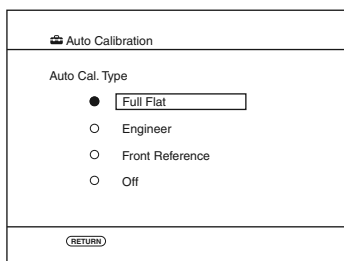 Auto Calibration
Auto Cal. Type
Full Flat
Engineer
Front Reference
Off
RETURN